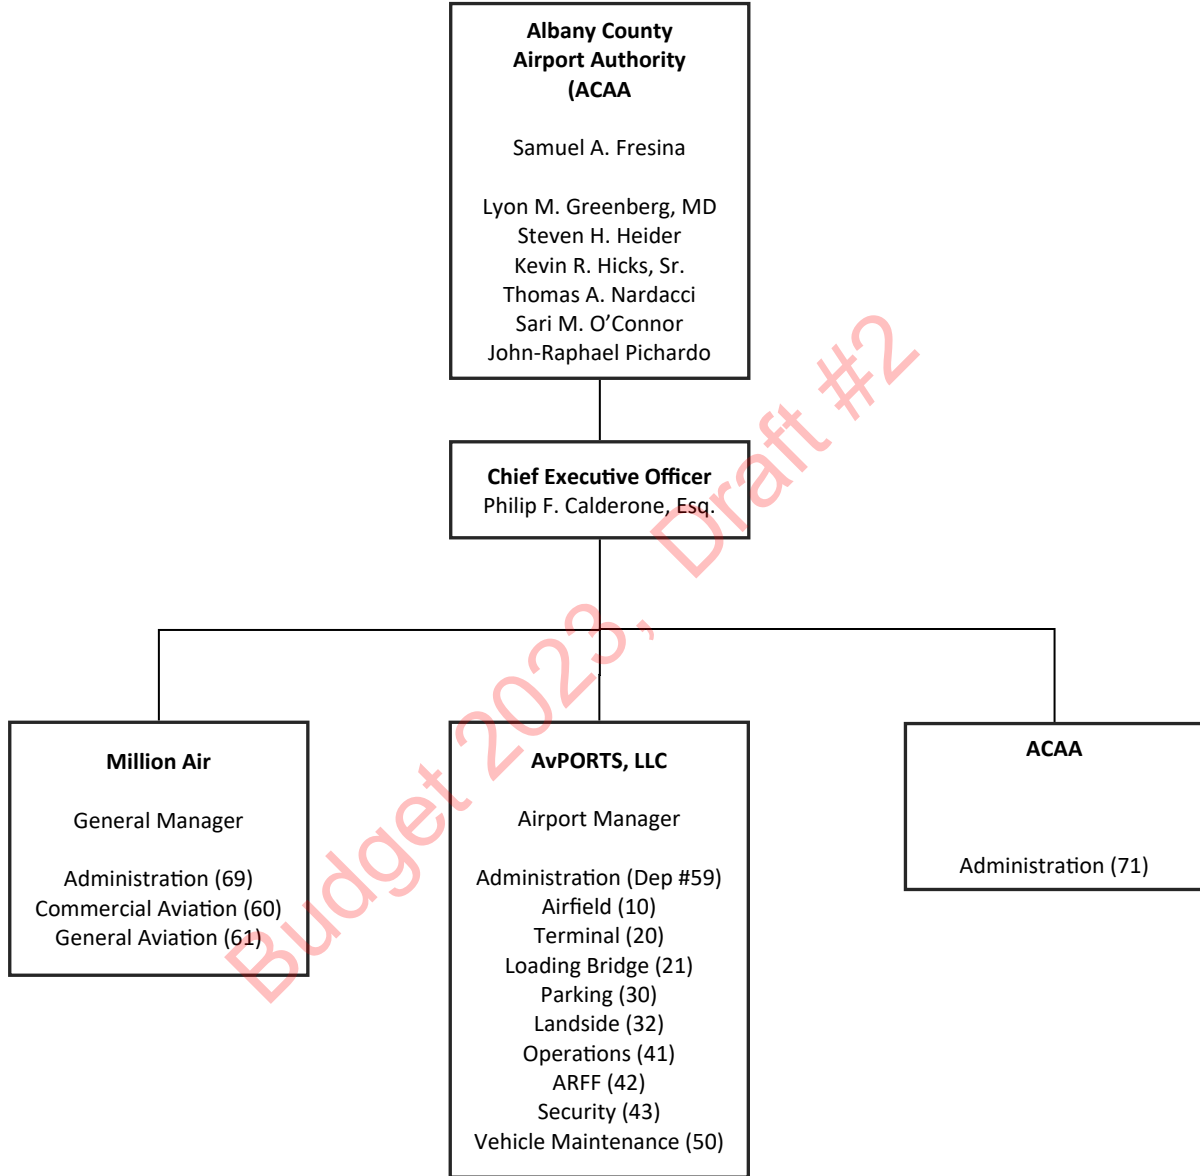 Albany County
Airport Authority
(ACAA
Samuel A. Fresina
Lyon M. Greenberg, MD
Steven H. Heider
Kevin R. Hicks, Sr.
Thomas A. Nardacci
Sari M. O’Connor
John-Raphael Pichardo
Chief Executive Officer
Philip F. Calderone, Esq.
Million Air
General Manager
Administration (69)
Commercial Aviation (60)
General Aviation (61)
AvPORTS, LLC
Airport Manager
Administration (Dep #59)
Airfield (10)
Terminal (20)
Loading Bridge (21)
Parking (30)
Landside (32)
Operations (41)
ARFF (42)
Security (43)
Vehicle Maintenance (50)
ACAA
Administration (71)
Budget 2023, Draft #2